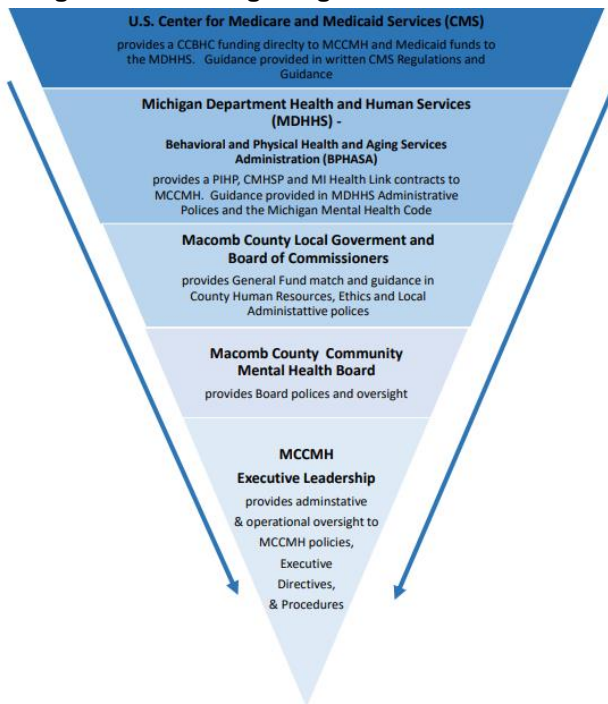 U.S. Center for Medicare and Medicaid Services (CMS)
provides a CCBHC funding direclty to MCCMH and Medicaid funds to
the MDHHS.   Guidance provided in written CMS Regulations and
Guidance
Michigan Department Health and Human Services
(MDHHS) -
Behavioral and Physical Health and Aging Services
Administration (BPHASA)
provides a PIHP, CMHSP and MI Health Link contracts to
MCCMH.  Guidance provided in MDHHS Administrative
Polices and the Michigan Mental Health Code
Macomb County Local Goverment and
Board of Commissioners
provides General Fund match and guidance in
County Human Resources, Ethics and Local
Administattive polices
Macomb County  Community
Mental Health Board
provides Board polices and oversight
MCCMH
Executive Leadership
provides adminstative
& operational oversight to
MCCMH policies,
Executive
Directives,
& Procedures